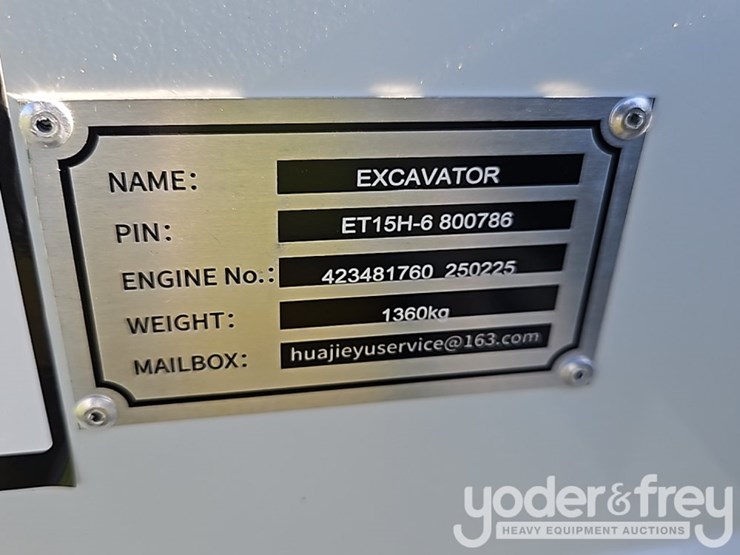 NAME: EXCAVATOR
PIN: ET15H-6 800786
ENGINE No.: 423481760 250225
WEIGHT: 1360kg
MAILBOX: huajieyuservice@163.com
yoder&frey
HEAVY EQUIPMENT AUCTIONS